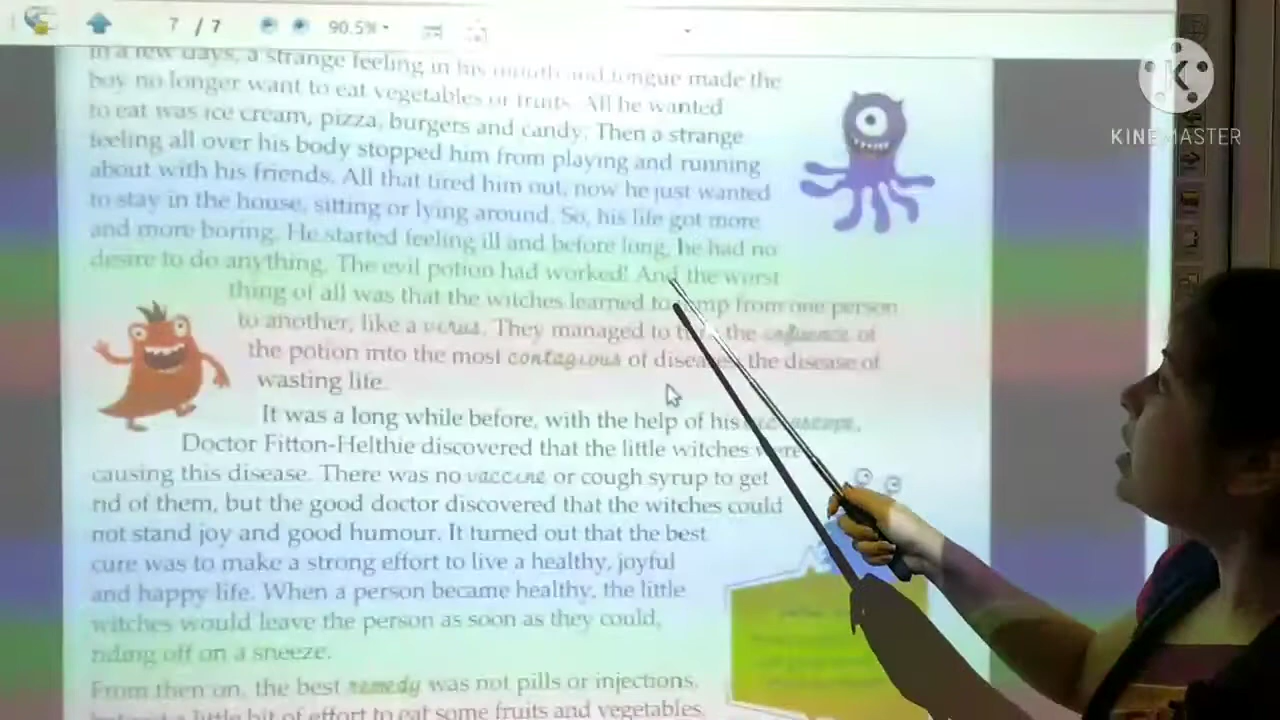 7 / 7
90.5%
in a few days, a strange feeling in his mouth and tongue made the
boy no longer want to eat vegetables or fruits. All he wanted
to eat was ice cream, pizza, burgers and candy. Then a strange
feeling all over his body stopped him from playing and running
about with his friends. All that tired him out, now he just wanted
to stay in the house, sitting or lying around. So, his life got more
and more boring. He started feeling ill and before long, he had no
desire to do anything. The evil potion had worked! And the worst
thing of all was that the witches learned to jump from one person
to another, like a virus. They managed to the influence of
the potion into the most contagious of diseases, the disease of
wasting life.
It was a long while before, with the help of his microscope,
Doctor Fitton-Helthie discovered that the little witches were
causing this disease. There was no vaccine or cough syrup to get
rid of them, but the good doctor discovered that the witches could
not stand joy and good humour. It turned out that the best
cure was to make a strong effort to live a healthy, joyful
and happy life. When a person became healthy, the little
witches would leave the person as soon as they could,
riding off on a sneeze.
From then on, the best remedy was not pills or injections,
but just a little bit of effort to eat some fruits and vegetables,
K
KINEMASTER